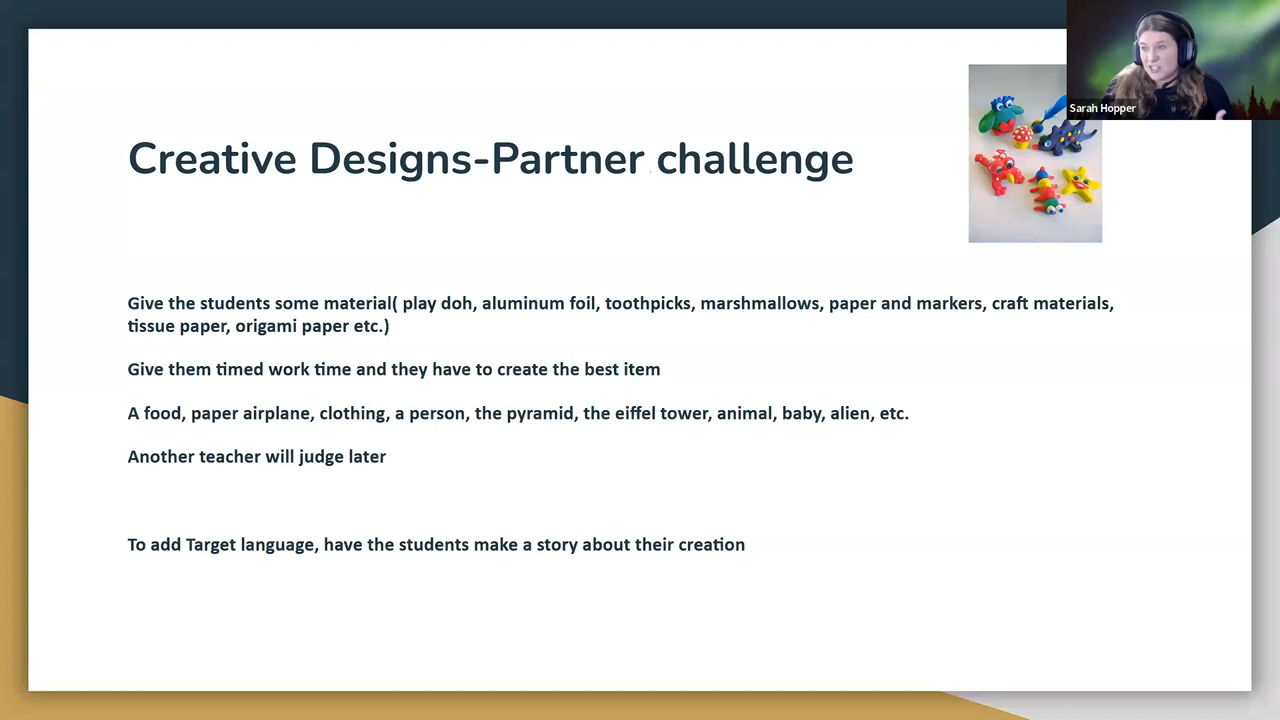 Sarah Hopper
Creative Designs-Partner challenge
Give the students some material( play doh, aluminum foil, toothpicks, marshmallows, paper and markers, craft materials,
tissue paper, origami paper etc.)
Give them timed work time and they have to create the best item
A food, paper airplane, clothing, a person, the pyramid, the eiffel tower, animal, baby, alien, etc.
Another teacher will judge later
To add Target language, have the students make a story about their creation